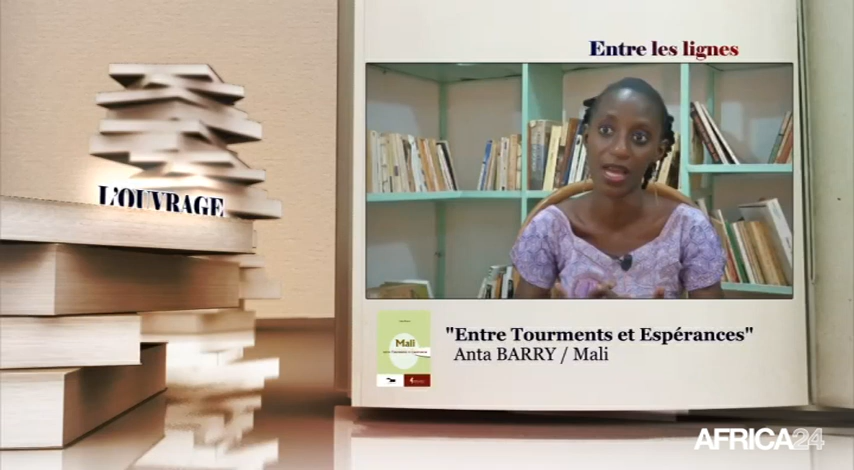 Entre les lignes
L'OUVRAGE
Mali
"Entre Tourments et Espérances"
Anta BARRY / Mali
AFRICA24